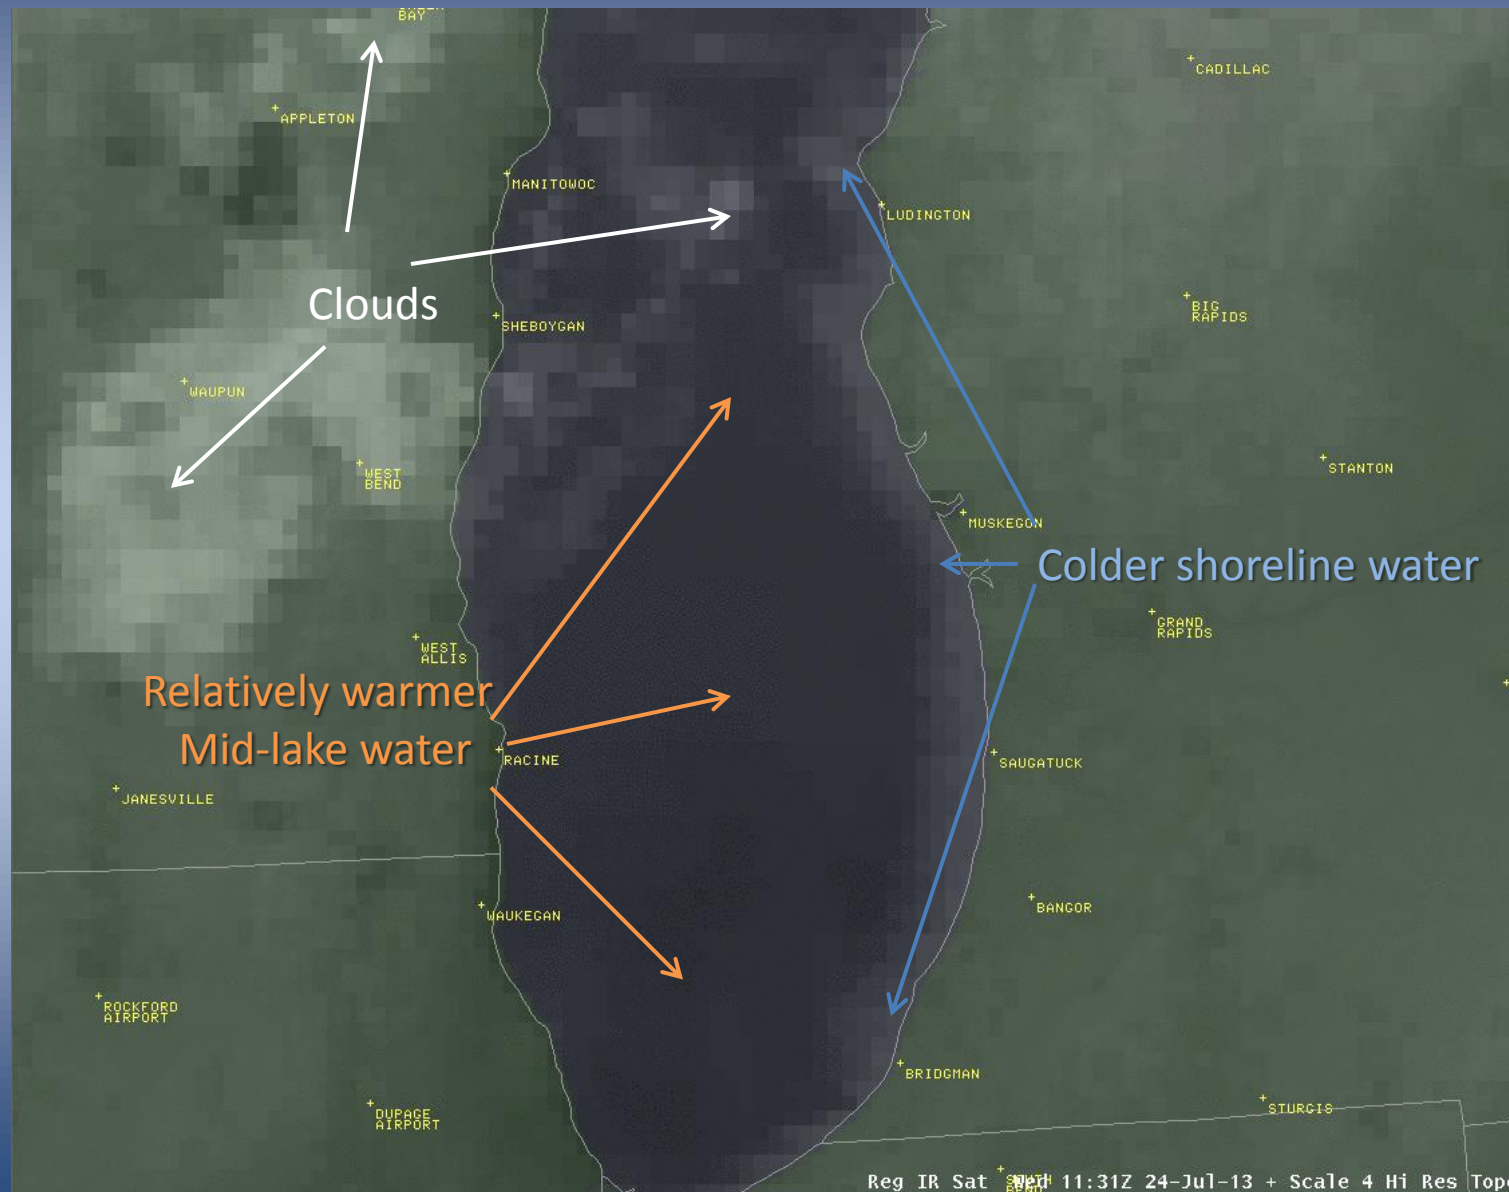 BAY
CADILLAC
APPLETON
MANITOWOC
LUDINGTON
Clouds
BIG
RAPIDS
SHEBOYGAN
WAUPUN
WEST
BEND
STANTON
MUSKEGON
Colder shoreline water
GRAND
RAPIDS
WEST
ALLIS
Relatively warmer
Mid-lake water
RACINE
SAUGATUCK
JANESVILLE
BANGOR
WAUKEGAN
ROCKFORD
AIRPORT
BRIDGMAN
DUPAGE
AIRPORT
STURGIS
Reg IR Sat Wed 11:31Z 24-Jul-13 + Scale 4 Hi Res Top